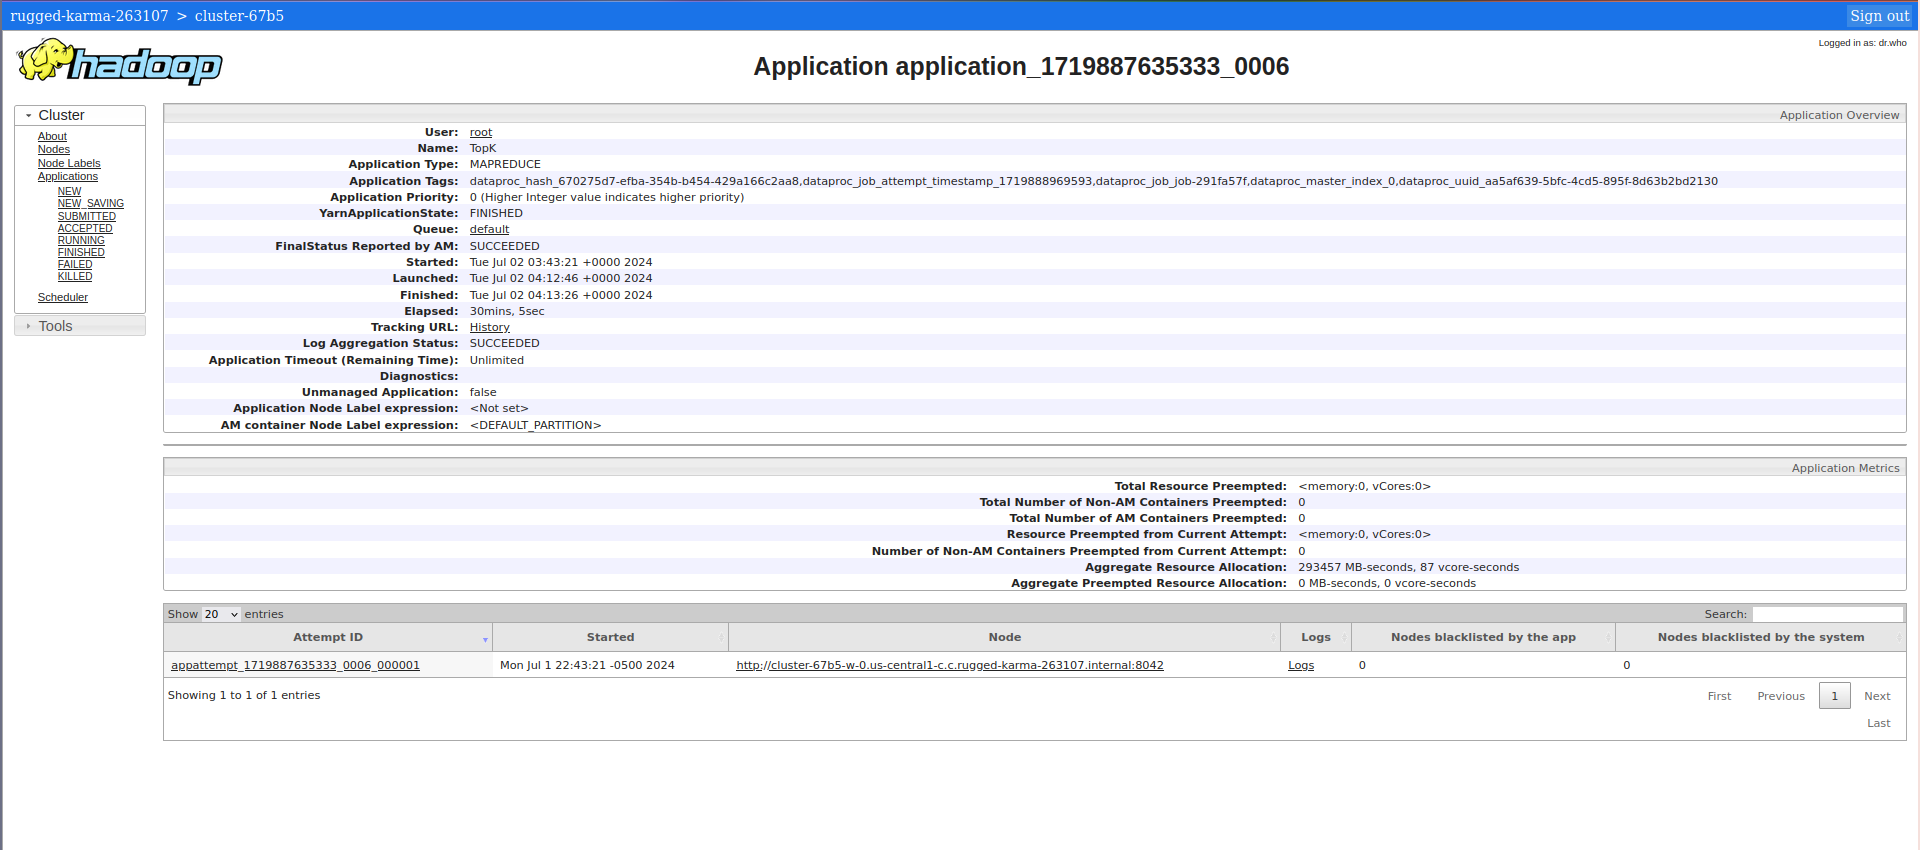 rugged-karma-263107 > cluster-67b5
Sign out
hadoop
Logged in as: dr.who
Application application_1719887635333_0006
Cluster
About
Nodes
Node Labels
Applications
NEW
NEW_SAVING
SUBMITTED
ACCEPTED
RUNNING
FINISHED
FAILED
KILLED
Scheduler
Tools
Application Overview
User: root
Name: TopK
Application Type: MAPREDUCE
Application Tags: dataproc_hash_670275d7-efba-354b-b454-429a166c2aa8,dataproc_job_attempt_timestamp_1719888969593,dataproc_job_job-291fa57f,dataproc_master_index_0,dataproc_uuid_aa5af639-5bfc-4cd5-895f-8d63b2bd2130
Application Priority: 0 (Higher Integer value indicates higher priority)
YarnApplicationState: FINISHED
Queue: default
FinalStatus Reported by AM: SUCCEEDED
Started: Tue Jul 02 03:43:21 +0000 2024
Launched: Tue Jul 02 04:12:46 +0000 2024
Finished: Tue Jul 02 04:13:26 +0000 2024
Elapsed: 30mins, 5sec
Tracking URL: History
Log Aggregation Status: SUCCEEDED
Application Timeout (Remaining Time): Unlimited
Diagnostics:
Unmanaged Application: false
Application Node Label expression: <Not set>
AM container Node Label expression: <DEFAULT_PARTITION>
Application Metrics
Total Resource Preempted: <memory:0, vCores:0>
Total Number of Non-AM Containers Preempted: 0
Total Number of AM Containers Preempted: 0
Resource Preempted from Current Attempt: <memory:0, vCores:0>
Number of Non-AM Containers Preempted from Current Attempt: 0
Aggregate Resource Allocation: 293457 MB-seconds, 87 vcore-seconds
Aggregate Preempted Resource Allocation: 0 MB-seconds, 0 vcore-seconds
Show 20 entries
Search:
Attempt ID Started Node Logs Nodes blacklisted by the app Nodes blacklisted by the system
appattempt_1719887635333_0006_000001 Mon Jul 1 22:43:21 -0500 2024 http://cluster-67b5-w-0.us-central1-c.c.rugged-karma-263107.internal:8042 Logs 0 0
Showing 1 to 1 of 1 entries
First Previous 1 Next
Last